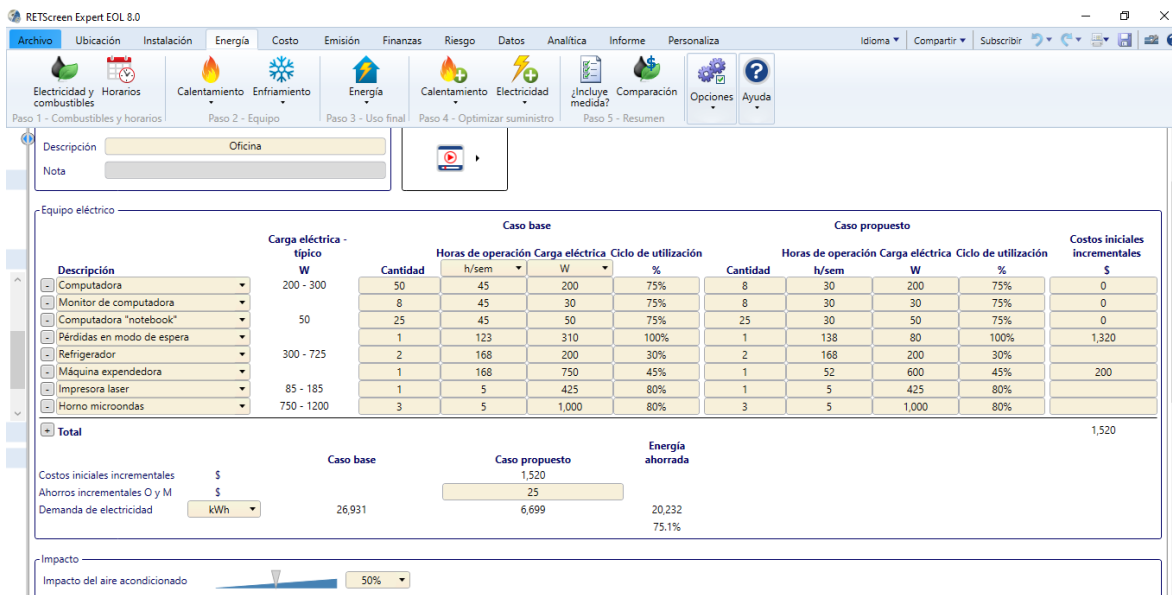 RETScreen Expert EOL 8.0
Archivo Ubicación Instalación Energía Costo Emisión Finanzas Riesgo Datos Analítica Informe Personaliza Idioma Compartir Subscribir
Electricidad y combustibles Horarios Calentamiento Enfriamiento Energía Calentamiento Electricidad ¿Incluye medida? Comparación Opciones Ayuda
Paso 1 - Combustibles y horarios Paso 2 - Equipo Paso 3 - Uso final Paso 4 - Optimizar suministro Paso 5 - Resumen
Descripción Oficina
Nota
Equipo eléctrico
Caso base Caso propuesto
Carga eléctrica - típico Horas de operación Carga eléctrica Ciclo de utilización Horas de operación Carga eléctrica Ciclo de utilización Costos iniciales incrementales
Descripción W Cantidad h/sem W % Cantidad h/sem W % $
- Computadora 200 - 300 50 45 200 75% 8 30 200 75% 0
- Monitor de computadora 8 45 30 75% 8 30 30 75% 0
- Computadora "notebook" 50 25 45 50 75% 25 30 50 75% 0
- Pérdidas en modo de espera 1 123 310 100% 1 138 80 100% 1,320
- Refrigerador 300 - 725 2 168 200 30% 2 168 200 30%
- Máquina expendedora 1 168 750 45% 1 52 600 45% 200
- Impresora laser 85 - 185 1 5 425 80% 1 5 425 80%
- Horno microondas 750 - 1200 3 5 1,000 80% 3 5 1,000 80%
+ Total 1,520
Caso base Caso propuesto Energía ahorrada
Costos iniciales incrementales $ 1,520
Ahorros incrementales O y M $ 25
Demanda de electricidad kWh 26,931 6,699 20,232
75.1%
Impacto
Impacto del aire acondicionado 50%